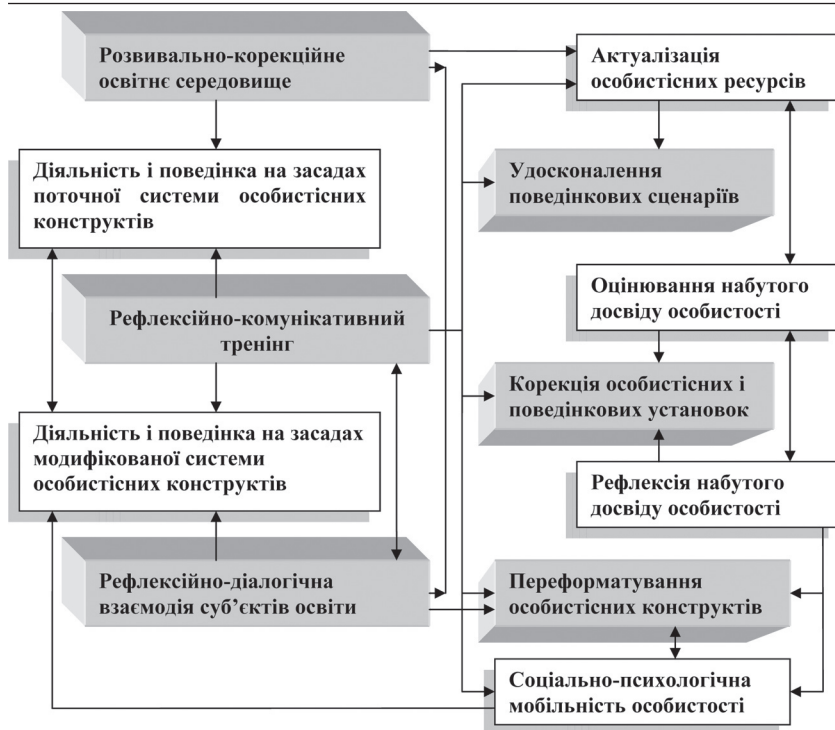 Розвивально-корекційне
освітнє середовище
Актуалізація
особистісних ресурсів
Діяльність і поведінка на засадах
поточної системи особистісних
конструктів
Удосконалення
поведінкових сценаріїв
Рефлексійно-комунікативний
тренінг
Оцінювання набутого
досвіду особистості
Корекція особистісних і
поведінкових установок
Діяльність і поведінка на засадах
модифікованої системи
особистісних конструктів
Рефлексія набутого
досвіду особистості
Рефлексійно-діалогічна
взаємодія суб’єктів освіти
Переформатування
особистісних конструктів
Соціально-психологічна
мобільність особистості